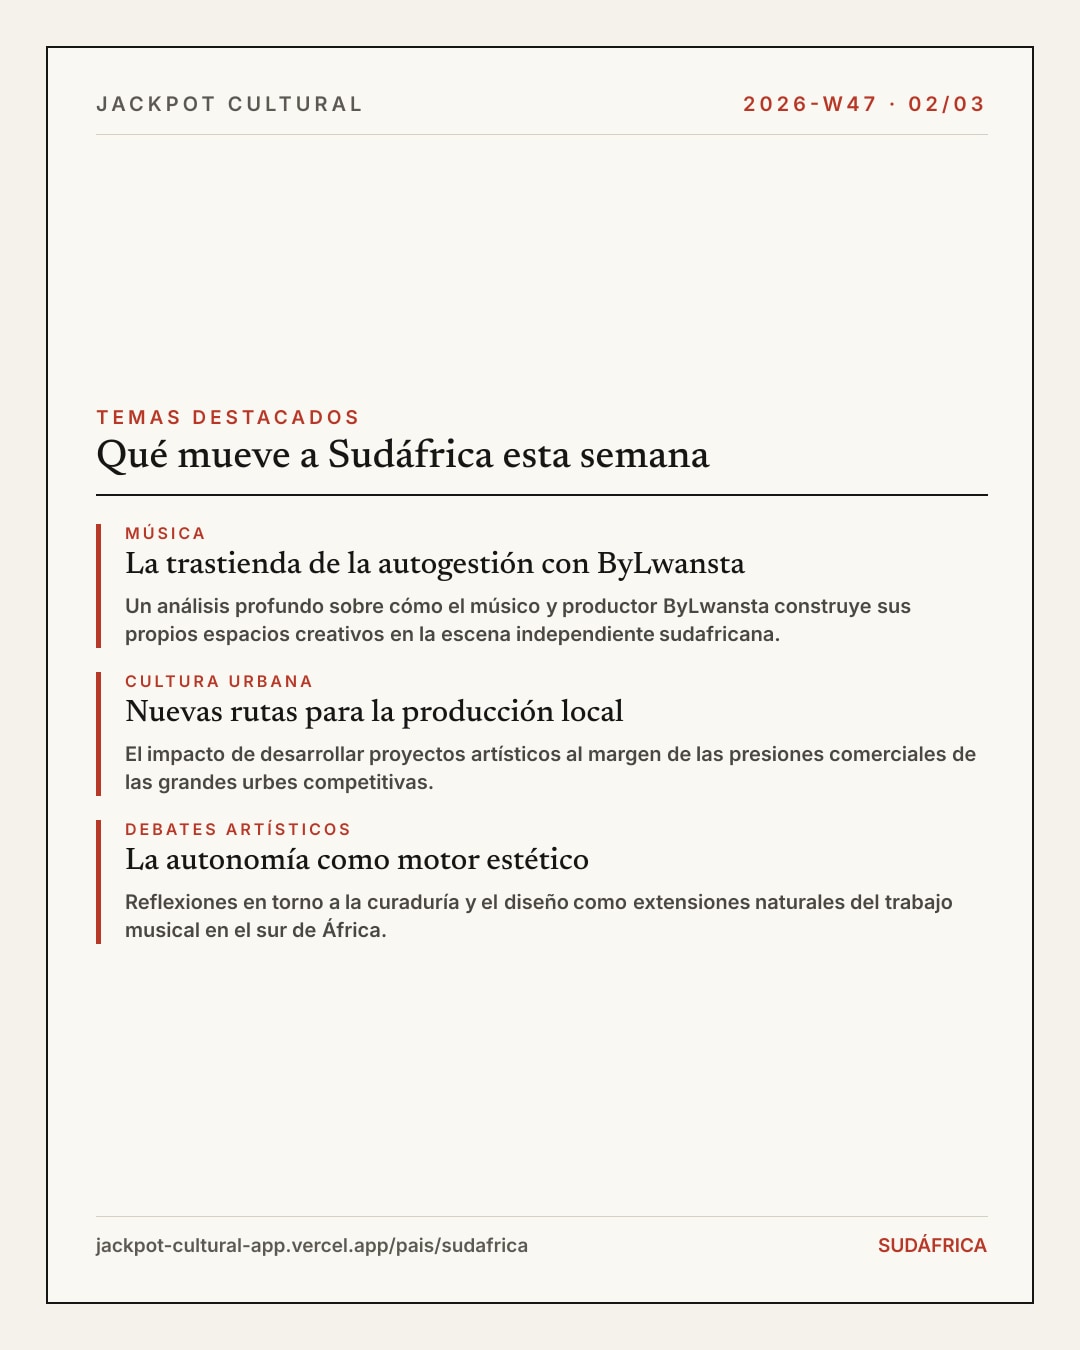 JACKPOT CULTURAL
2026-W47 · 02/03
TEMAS DESTACADOS
Qué mueve a Sudáfrica esta semana
MÚSICA
La trastienda de la autogestión con ByLwansta
Un análisis profundo sobre cómo el músico y productor ByLwansta construye sus
propios espacios creativos en la escena independiente sudafricana.
CULTURA URBANA
Nuevas rutas para la producción local
El impacto de desarrollar proyectos artísticos al margen de las presiones comerciales de
las grandes urbes competitivas.
DEBATES ARTÍSTICOS
La autonomía como motor estético
Reflexiones en torno a la curaduría y el diseño como extensiones naturales del trabajo
musical en el sur de África.
jackpot-cultural-app.vercel.app/pais/sudafrica
SUDÁFRICA